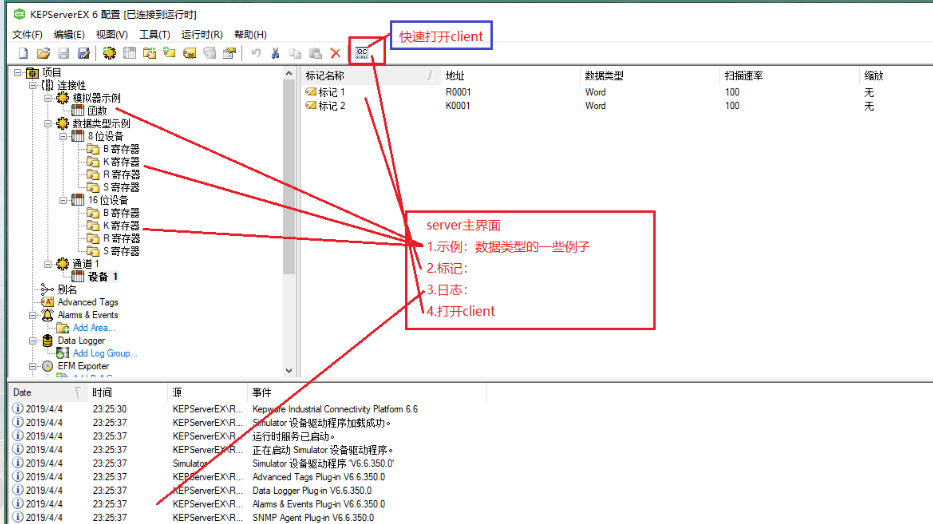 KEPServerEX 6 配置 [已连接到运行时]
文件(F) 编辑(E) 视图(V) 工具(T) 运行时(R) 帮助(H)
QC
快速打开client
项目
连接性
模拟器示例
函数
数据类型示例
8 位设备
B 寄存器
K 寄存器
R 寄存器
S 寄存器
16 位设备
B 寄存器
K 寄存器
R 寄存器
S 寄存器
通道 1
设备 1
别名
Advanced Tags
Alarms & Events
Add Area...
Data Logger
Add Log Group...
EFM Exporter
标记名称 地址 数据类型 扫描速率 缩放
标记 1 R0001 Word 100 无
标记 2 K0001 Word 100 无
server主界面
1.示例：数据类型的一些例子
2.标记：
3.日志：
4.打开client
Date 时间 源 事件
2019/4/4 23:25:30 KEPServerEX\R... Kepware Industrial Connectivity Platform 6.6
2019/4/4 23:25:37 KEPServerEX\R... Simulator 设备驱动程序加载成功。
2019/4/4 23:25:37 KEPServerEX\R... 运行时服务已启动。
2019/4/4 23:25:37 KEPServerEX\R... 正在启动 Simulator 设备驱动程序。
2019/4/4 23:25:37 Simulator Simulator 设备驱动程序 'V6.6.350.0'
2019/4/4 23:25:37 KEPServerEX\R... Advanced Tags Plug-in V6.6.350.0
2019/4/4 23:25:37 KEPServerEX\R... Data Logger Plug-in V6.6.350.0
2019/4/4 23:25:37 KEPServerEX\R... Alarms & Events Plug-in V6.6.350.0
2019/4/4 23:25:37 KEPServerEX\R... SNMP Agent Plug-in V6.6.350.0